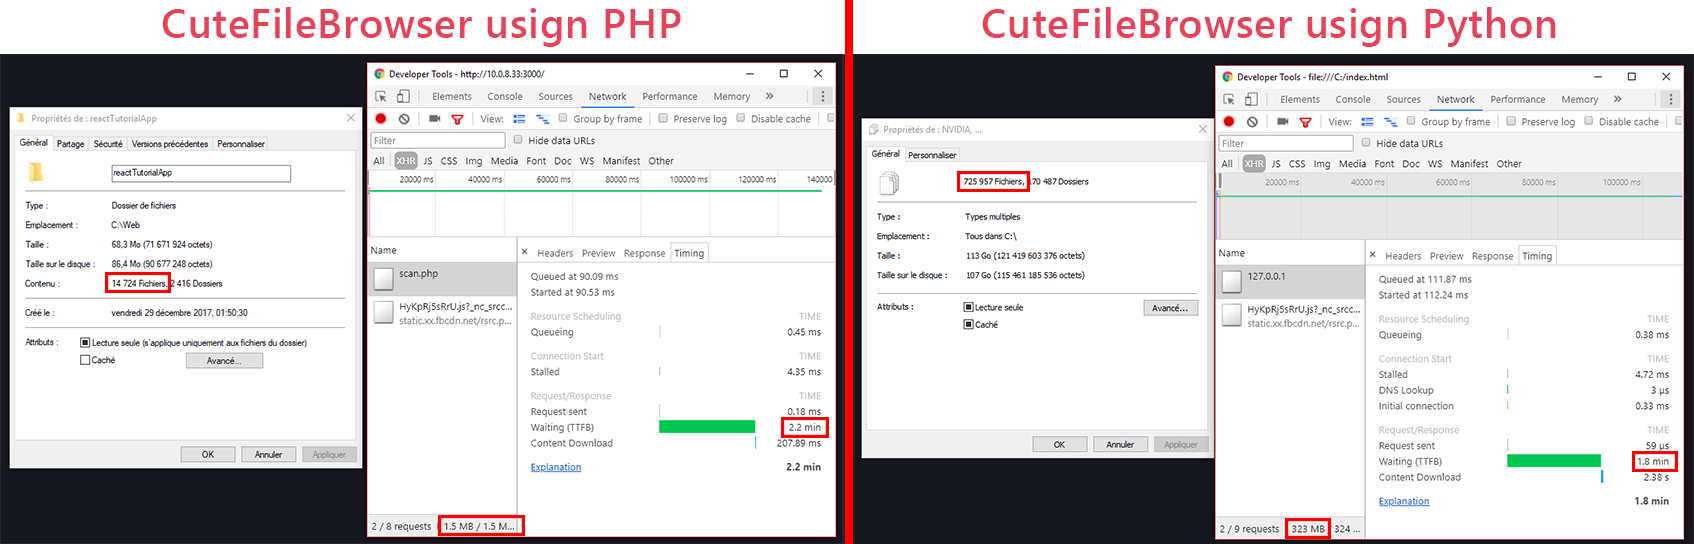 CuteFileBrowser usign PHP
Propriétés de : reactTutorialApp
Général Partage Sécurité Versions précédentes Personnaliser
reactTutorialApp
Type : Dossier de fichiers
Emplacement : C:\Web
Taille : 68,3 Mo (71 671 924 octets)
Taille sur le disque : 86,4 Mo (90 677 248 octets)
Contenu : 14 724 Fichiers, 2 416 Dossiers
Créé le : vendredi 29 décembre 2017, 01:50:30
Attributs : Lecture seule (s'applique uniquement aux fichiers du dossier)
Caché Avancé...
OK Annuler Appliquer
Developer Tools - http://10.0.8.33:3000/
Elements Console Sources Network Performance Memory »
View: Group by frame Preserve log Disable cache
Filter Hide data URLs
All XHR JS CSS Img Media Font Doc WS Manifest Other
20000 ms 40000 ms 60000 ms 80000 ms 100000 ms 120000 ms 140000
Name
scan.php
HyKpRj5sRrU.js?_nc_srcc...
static.xx.fbcdn.net/rsrc.p...
2 / 8 requests 1.5 MB / 1.5 M...
× Headers Preview Response Timing
Queued at 90.09 ms
Started at 90.53 ms
Resource Scheduling TIME
Queueing 0.45 ms
Connection Start TIME
Stalled 4.35 ms
Request/Response TIME
Request sent 0.18 ms
Waiting (TTFB) 2.2 min
Content Download 207.89 ms
Explanation 2.2 min
CuteFileBrowser usign Python
Propriétés de : NVIDIA, ...
Général Personnaliser
725 957 Fichiers, 170 487 Dossiers
Type : Types multiples
Emplacement : Tous dans C:\
Taille : 113 Go (121 419 603 376 octets)
Taille sur le disque : 107 Go (115 461 185 536 octets)
Attributs : Lecture seule Avancé...
Caché
OK Annuler Appliquer
Developer Tools - file:///C:/index.html
Elements Console Sources Network Performance Memory »
View: Group by frame Preserve log Disable cache
Filter Hide data URLs
All XHR JS CSS Img Media Font Doc WS Manifest Other
20000 ms 40000 ms 60000 ms 80000 ms 100000 ms
Name
127.0.0.1
HyKpRj5sRrU.js?_nc_srcc...
static.xx.fbcdn.net/rsrc.p...
2 / 9 requests 323 MB / 324 ...
× Headers Preview Response Timing
Queued at 111.87 ms
Started at 112.24 ms
Resource Scheduling TIME
Queueing 0.38 ms
Connection Start TIME
Stalled 4.72 ms
DNS Lookup 3 µs
Initial connection 0.33 ms
Request/Response TIME
Request sent 59 µs
Waiting (TTFB) 1.8 min
Content Download 2.38 s
Explanation 1.8 min